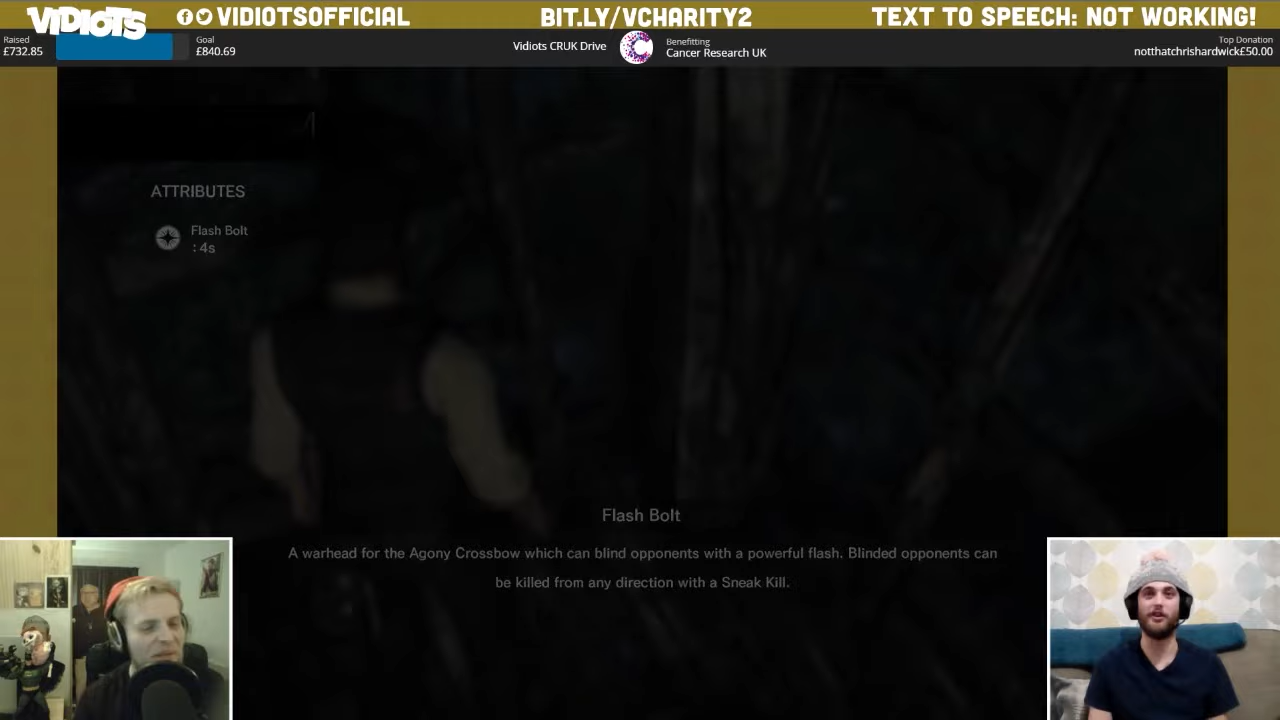 VIDIOTS
VIDIOTSOFFICIAL
BIT.LY/VCHARITY2
TEXT TO SPEECH: NOT WORKING!
Raised
£732.85
Goal
£840.69
Vidiots CRUK Drive
Benefitting
Cancer Research UK
Top Donation
notthatchrishardwick£50.00
ATTRIBUTES
Flash Bolt
: 4s
Flash Bolt
A warhead for the Agony Crossbow which can blind opponents with a powerful flash. Blinded opponents can
be killed from any direction with a Sneak Kill.